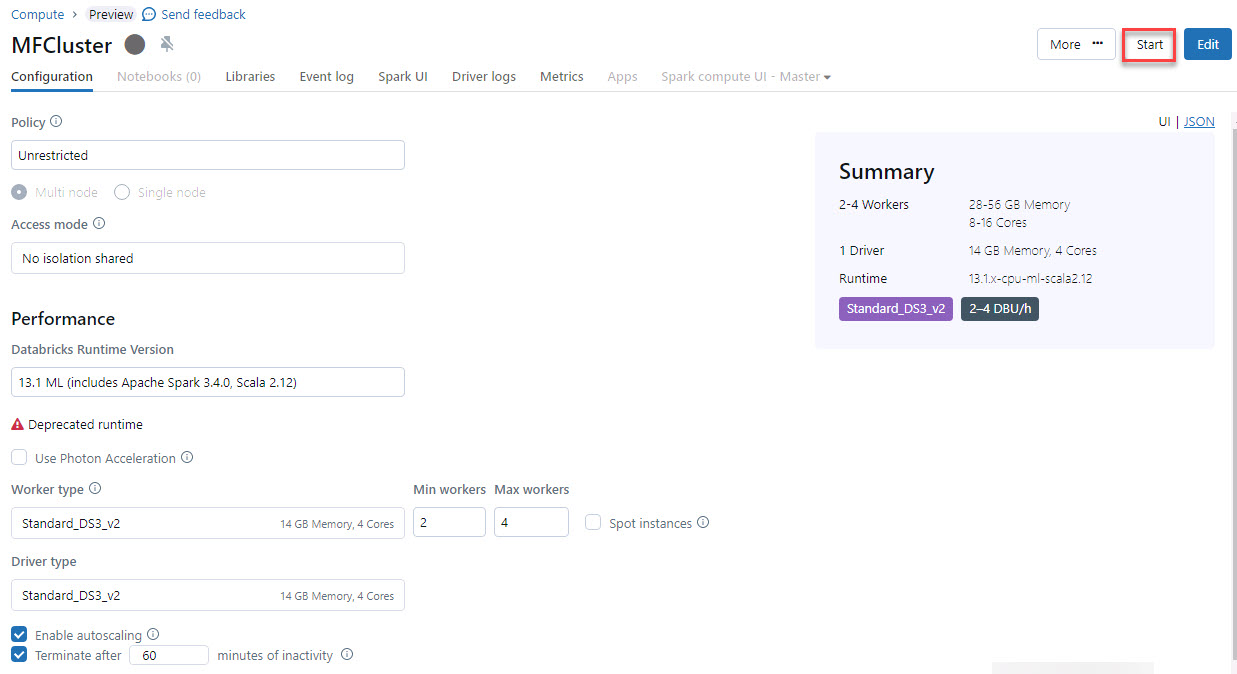 Compute > Preview Send feedback
MFCluster
More ··· Start Edit
Configuration Notebooks (0) Libraries Event log Spark UI Driver logs Metrics Apps Spark compute UI - Master
UI | JSON
Policy
Unrestricted
Multi node Single node
Access mode
No isolation shared
Summary
2-4 Workers 28-56 GB Memory
8-16 Cores
1 Driver 14 GB Memory, 4 Cores
Runtime 13.1.x-cpu-ml-scala2.12
Standard_DS3_v2 2–4 DBU/h
Performance
Databricks Runtime Version
13.1 ML (includes Apache Spark 3.4.0, Scala 2.12)
Deprecated runtime
Use Photon Acceleration
Worker type Min workers Max workers
Standard_DS3_v2 14 GB Memory, 4 Cores 2 4 Spot instances
Driver type
Standard_DS3_v2 14 GB Memory, 4 Cores
Enable autoscaling
Terminate after 60 minutes of inactivity